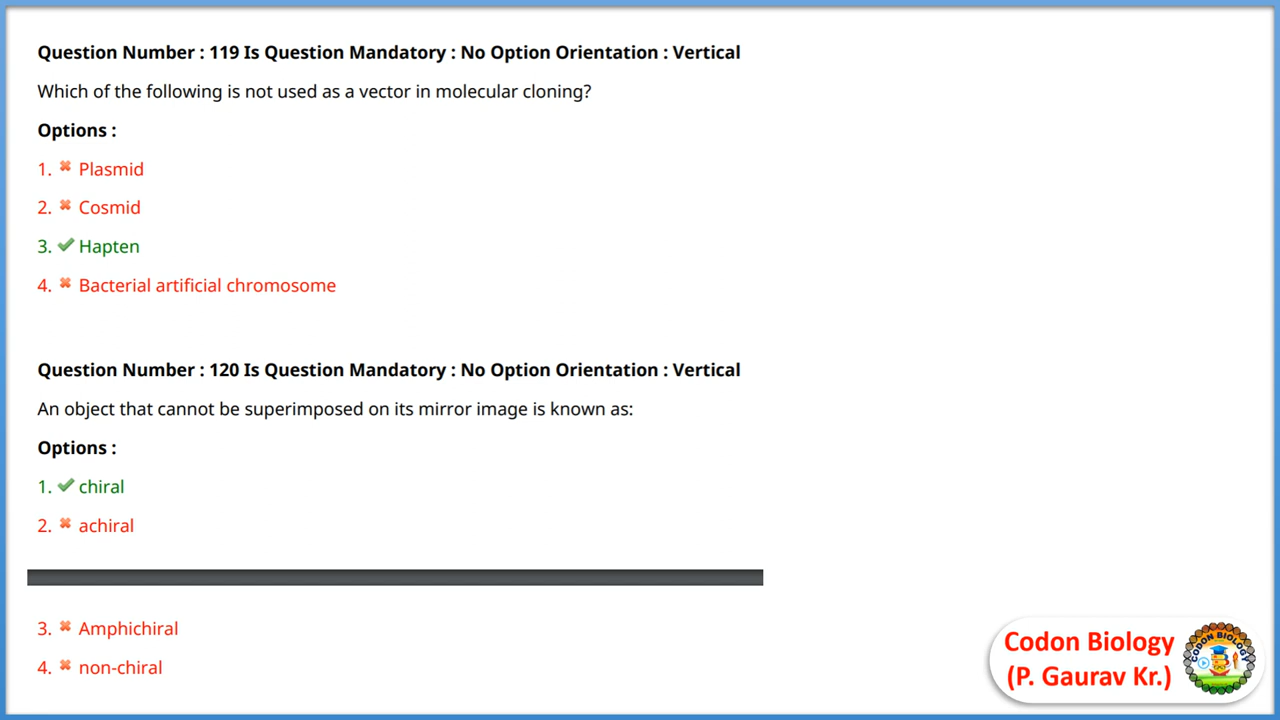 Question Number : 119 Is Question Mandatory : No Option Orientation : Vertical
Which of the following is not used as a vector in molecular cloning?
Options :
1. ✖ Plasmid
2. ✖ Cosmid
3. ✔ Hapten
4. ✖ Bacterial artificial chromosome
Question Number : 120 Is Question Mandatory : No Option Orientation : Vertical
An object that cannot be superimposed on its mirror image is known as:
Options :
1. ✔ chiral
2. ✖ achiral
3. ✖ Amphichiral
4. ✖ non-chiral
Codon Biology
(P. Gaurav Kr.)
CODON BIOLOGY